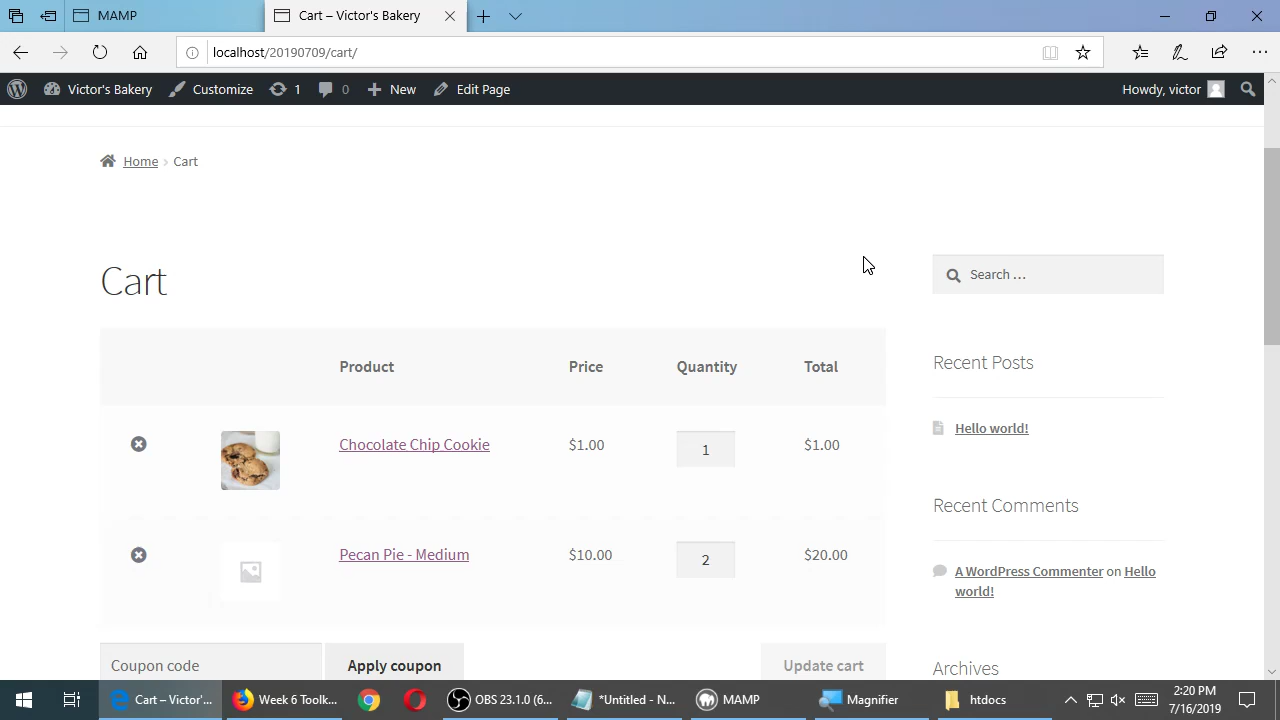 MAMP
Cart – Victor's Bakery
localhost/20190709/cart/
Victor's Bakery
Customize
1
0
New
Edit Page
Howdy, victor
Home › Cart
Cart
Search …
Product Price Quantity Total
Chocolate Chip Cookie $1.00 1 $1.00
Pecan Pie - Medium $10.00 2 $20.00
Coupon code
Apply coupon
Update cart
Recent Posts
Hello world!
Recent Comments
A WordPress Commenter on Hello
world!
Archives
Cart – Victor'...
Week 6 Toolk...
OBS 23.1.0 (6...
*Untitled - N...
MAMP
Magnifier
htdocs
2:20 PM
7/16/2019